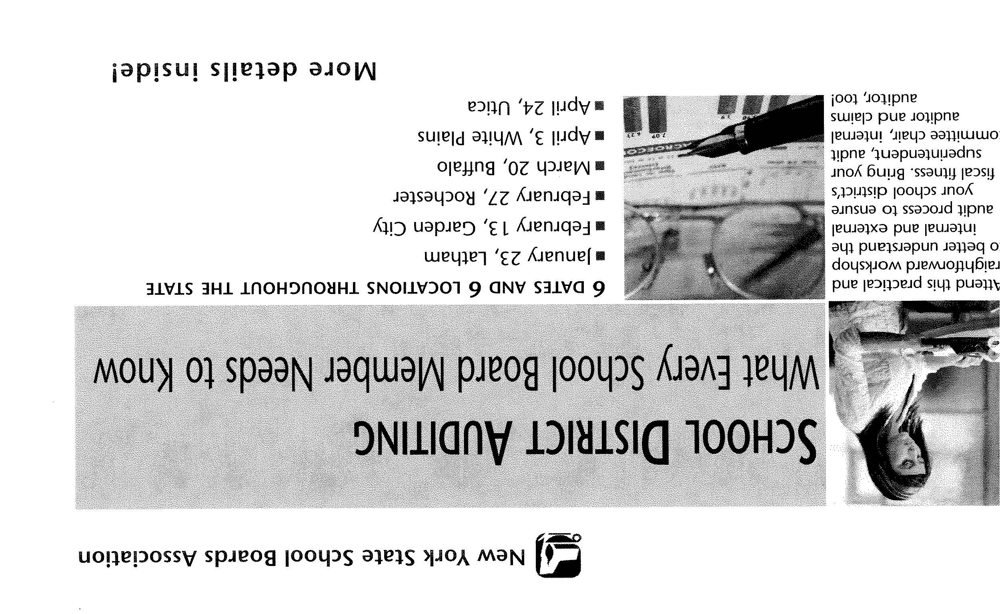 New York State School Boards Association
SCHOOL DISTRICT AUDITING
What Every School Board Member Needs to Know
Attend this practical and
raightforward workshop
to better understand the
internal and external
audit process to ensure
your school district's
fiscal fitness. Bring your
superintendent, audit
ommittee chair, internal
auditor and claims
auditor, too!
6 DATES AND 6 LOCATIONS THROUGHOUT THE STATE
■ January 23, Latham
■ February 13, Garden City
■ February 27, Rochester
■ March 20, Buffalo
■ April 3, White Plains
■ April 24, Utica
More details inside!